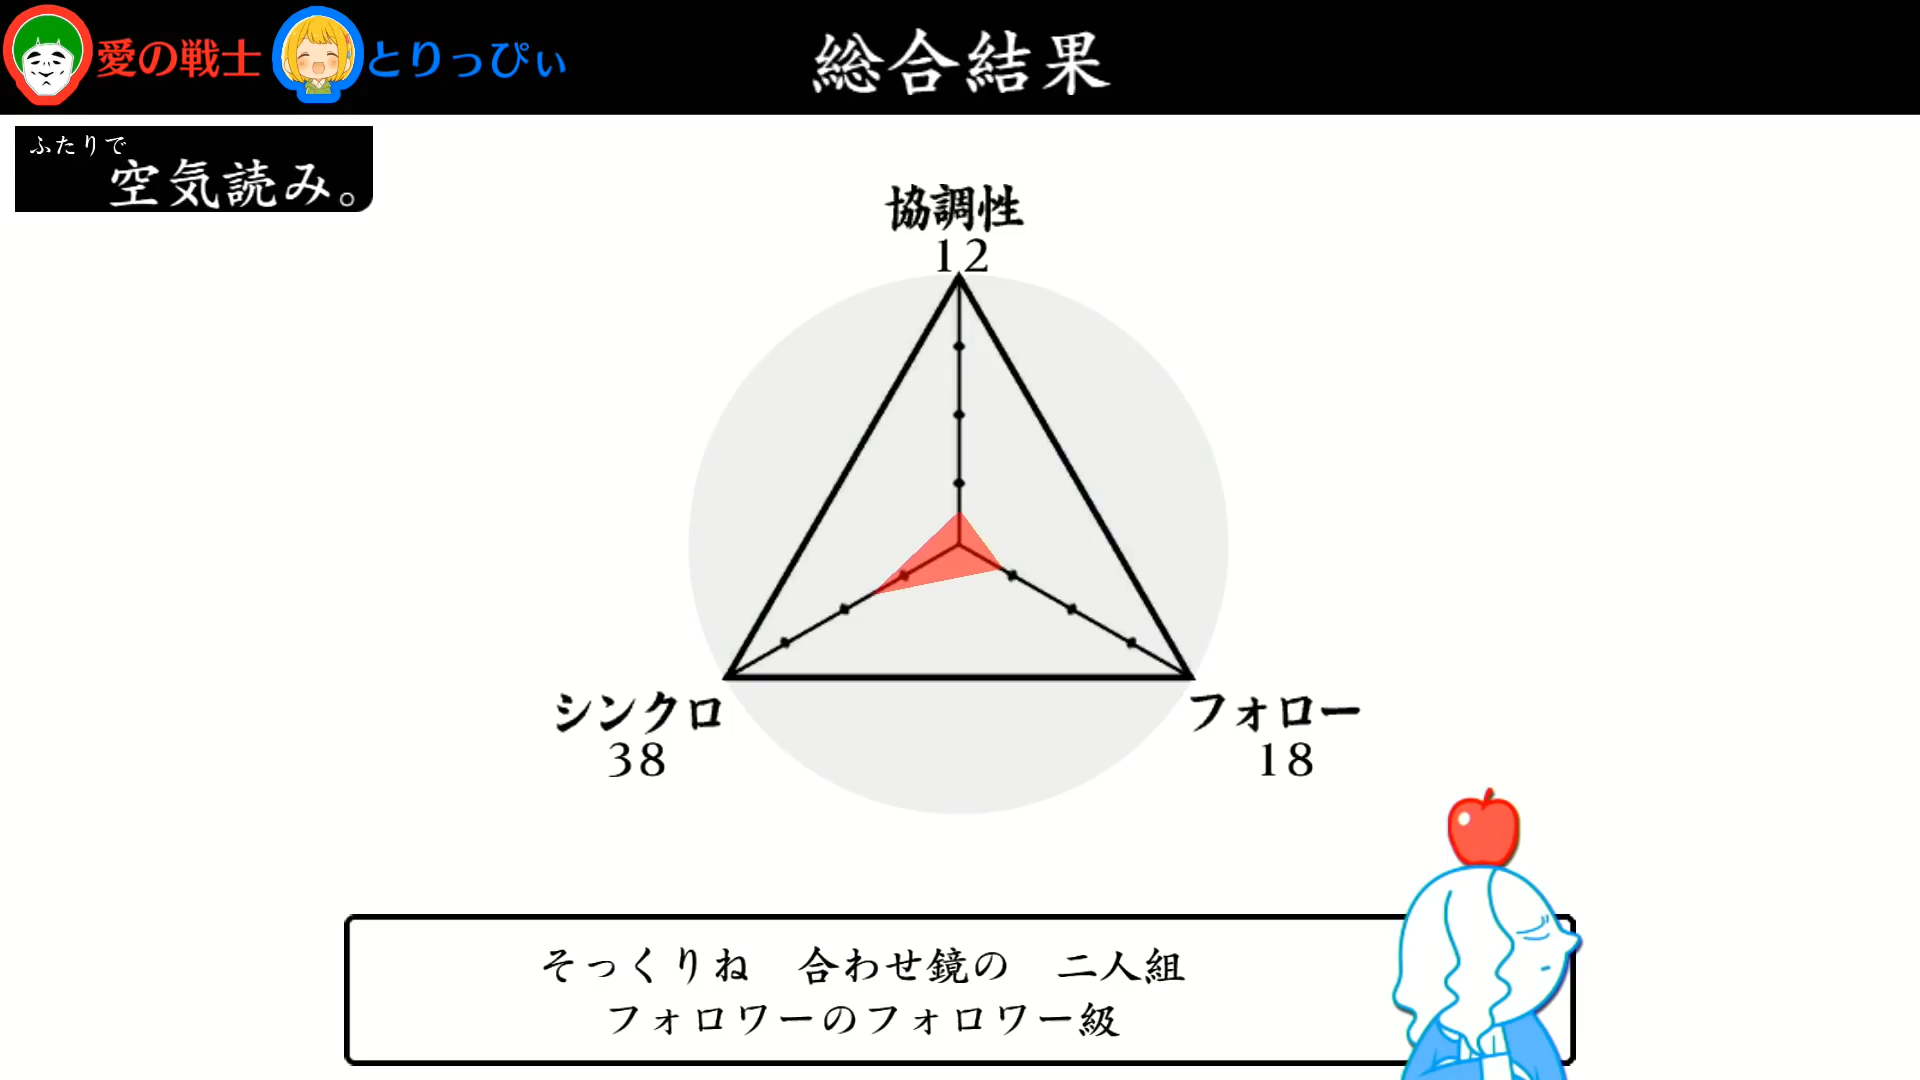 愛の戦士 とりっぴぃ
総合結果
ふたりで
空気読み。
協調性
12
シンクロ
38
フォロー
18
そっくりね 合わせ鏡の 二人組
フォロワーのフォロワー級